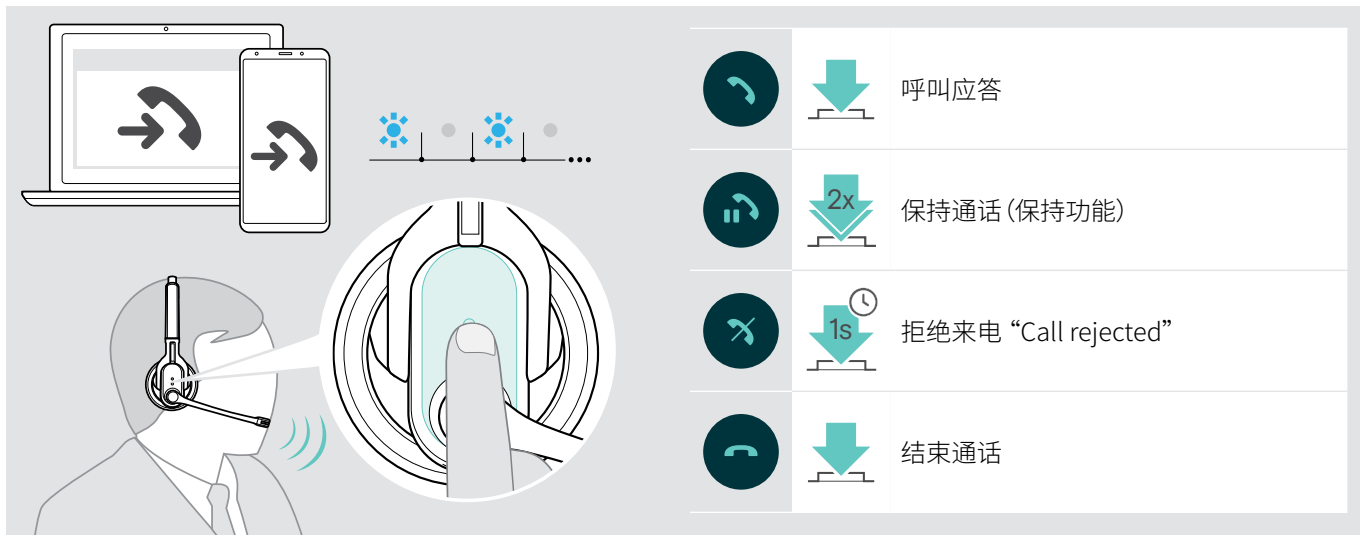 呼叫应答
2x
保持通话（保持功能）
1s
拒绝来电 “Call rejected”
结束通话